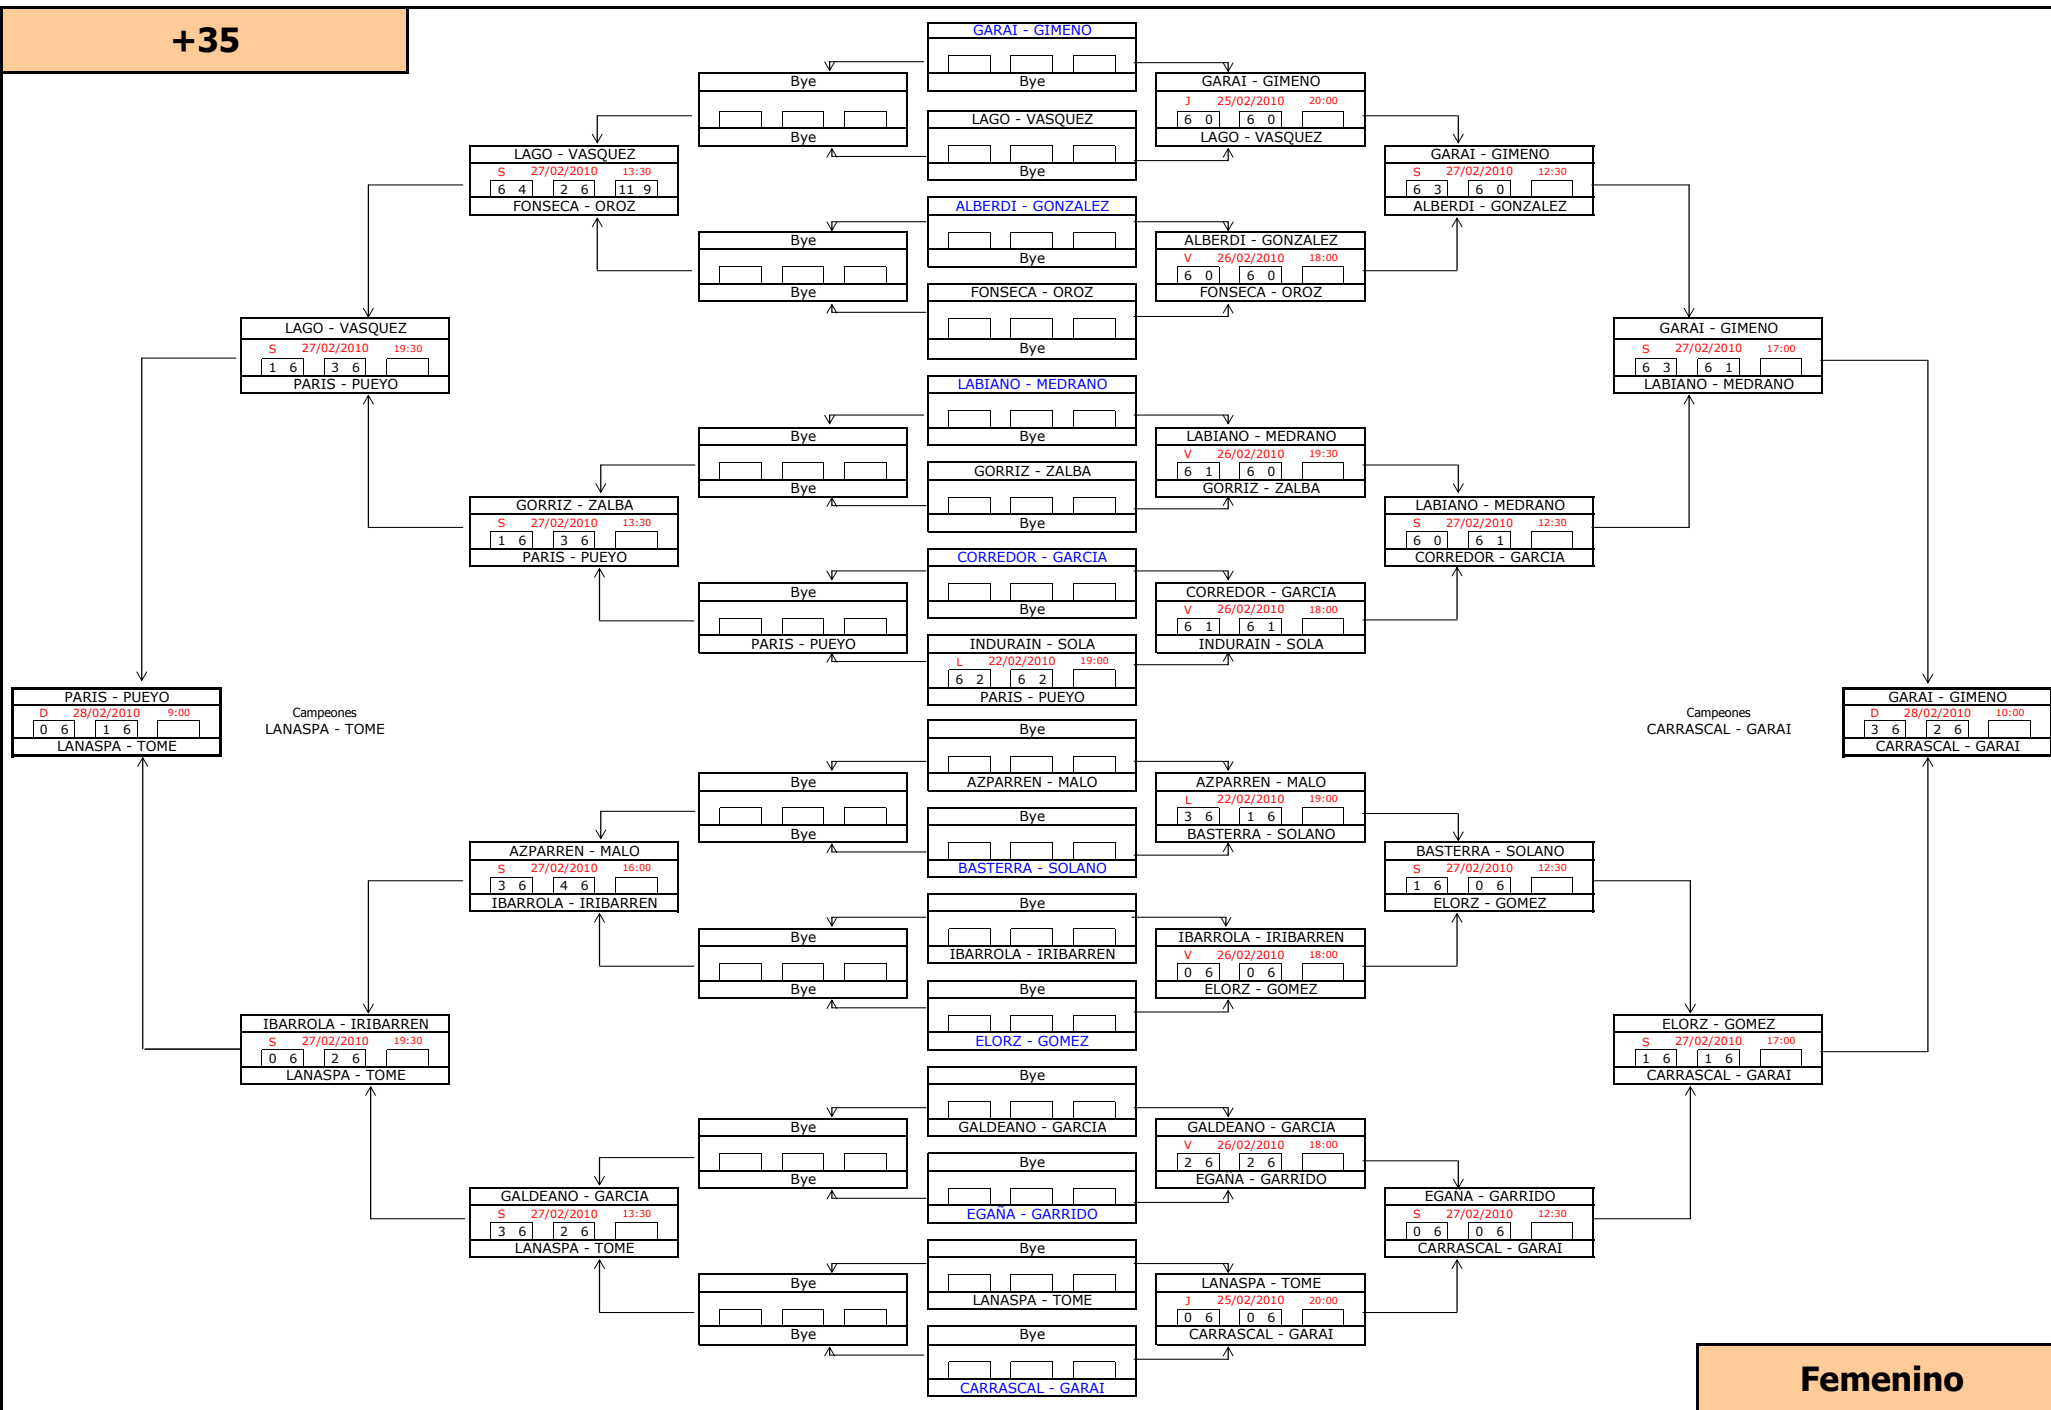 +35
GARAI - GIMENO
Bye
LAGO - VASQUEZ
Bye
ALBERDI - GONZALEZ
Bye
FONSECA - OROZ
Bye
LABIANO - MEDRANO
Bye
GORRIZ - ZALBA
Bye
CORREDOR - GARCIA
Bye
INDURAIN - SOLA
L 22/02/2010 19:00
6 2 6 2
PARIS - PUEYO
Bye
AZPARREN - MALO
Bye
BASTERRA - SOLANO
Bye
IBARROLA - IRIBARREN
Bye
ELORZ - GOMEZ
Bye
GALDEANO - GARCIA
Bye
EGAÑA - GARRIDO
Bye
LANASPA - TOME
Bye
CARRASCAL - GARAI
Bye
Bye
Bye
Bye
Bye
Bye
Bye
PARIS - PUEYO
Bye
Bye
Bye
Bye
Bye
Bye
Bye
Bye
LAGO - VASQUEZ
S 27/02/2010 13:30
6 4 2 6 11 9
FONSECA - OROZ
GORRIZ - ZALBA
S 27/02/2010 13:30
1 6 3 6
PARIS - PUEYO
AZPARREN - MALO
S 27/02/2010 16:00
3 6 4 6
IBARROLA - IRIBARREN
GALDEANO - GARCIA
S 27/02/2010 13:30
3 6 2 6
LANASPA - TOME
LAGO - VASQUEZ
S 27/02/2010 19:30
1 6 3 6
PARIS - PUEYO
IBARROLA - IRIBARREN
S 27/02/2010 19:30
0 6 2 6
LANASPA - TOME
PARIS - PUEYO
D 28/02/2010 9:00
0 6 1 6
LANASPA - TOME
Campeones
LANASPA - TOME
GARAI - GIMENO
J 25/02/2010 20:00
6 0 6 0
LAGO - VASQUEZ
ALBERDI - GONZALEZ
V 26/02/2010 18:00
6 0 6 0
FONSECA - OROZ
LABIANO - MEDRANO
V 26/02/2010 19:30
6 1 6 0
GORRIZ - ZALBA
CORREDOR - GARCIA
V 26/02/2010 18:00
6 1 6 1
INDURAIN - SOLA
AZPARREN - MALO
L 22/02/2010 19:00
3 6 1 6
BASTERRA - SOLANO
IBARROLA - IRIBARREN
V 26/02/2010 18:00
0 6 0 6
ELORZ - GOMEZ
GALDEANO - GARCIA
V 26/02/2010 18:00
2 6 2 6
EGAÑA - GARRIDO
LANASPA - TOME
J 25/02/2010 20:00
0 6 0 6
CARRASCAL - GARAI
GARAI - GIMENO
S 27/02/2010 12:30
6 3 6 0
ALBERDI - GONZALEZ
LABIANO - MEDRANO
S 27/02/2010 12:30
6 0 6 1
CORREDOR - GARCIA
BASTERRA - SOLANO
S 27/02/2010 12:30
1 6 0 6
ELORZ - GOMEZ
EGAÑA - GARRIDO
S 27/02/2010 12:30
0 6 0 6
CARRASCAL - GARAI
GARAI - GIMENO
S 27/02/2010 17:00
6 3 6 1
LABIANO - MEDRANO
ELORZ - GOMEZ
S 27/02/2010 17:00
1 6 1 6
CARRASCAL - GARAI
Campeones
CARRASCAL - GARAI
GARAI - GIMENO
D 28/02/2010 10:00
3 6 2 6
CARRASCAL - GARAI
Femenino